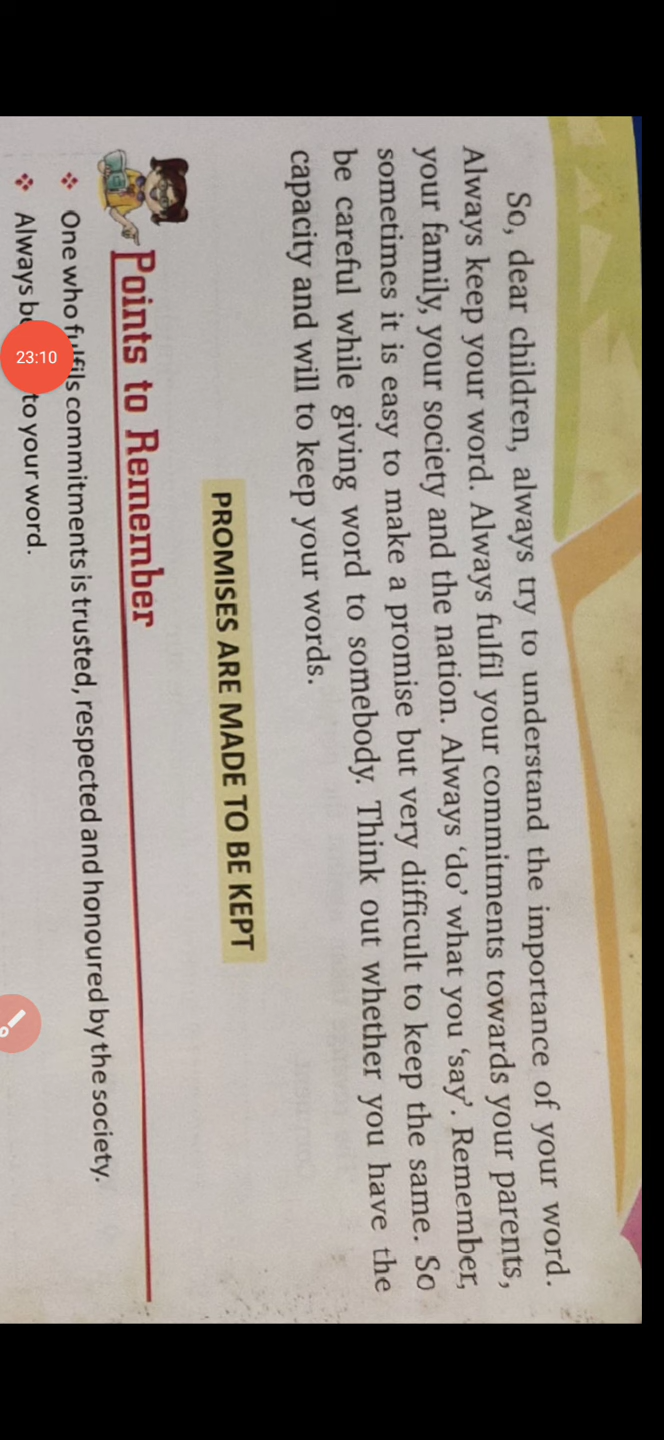 So, dear children, always try to understand the importance of your word.
Always keep your word. Always fulfil your commitments towards your parents,
your family, your society and the nation. Always ‘do’ what you ‘say’. Remember,
sometimes it is easy to make a promise but very difficult to keep the same. So
be careful while giving word to somebody. Think out whether you have the
capacity and will to keep your words.
PROMISES ARE MADE TO BE KEPT
Points to Remember
One who fulfils commitments is trusted, respected and honoured by the society.
Always to your word.
23:10